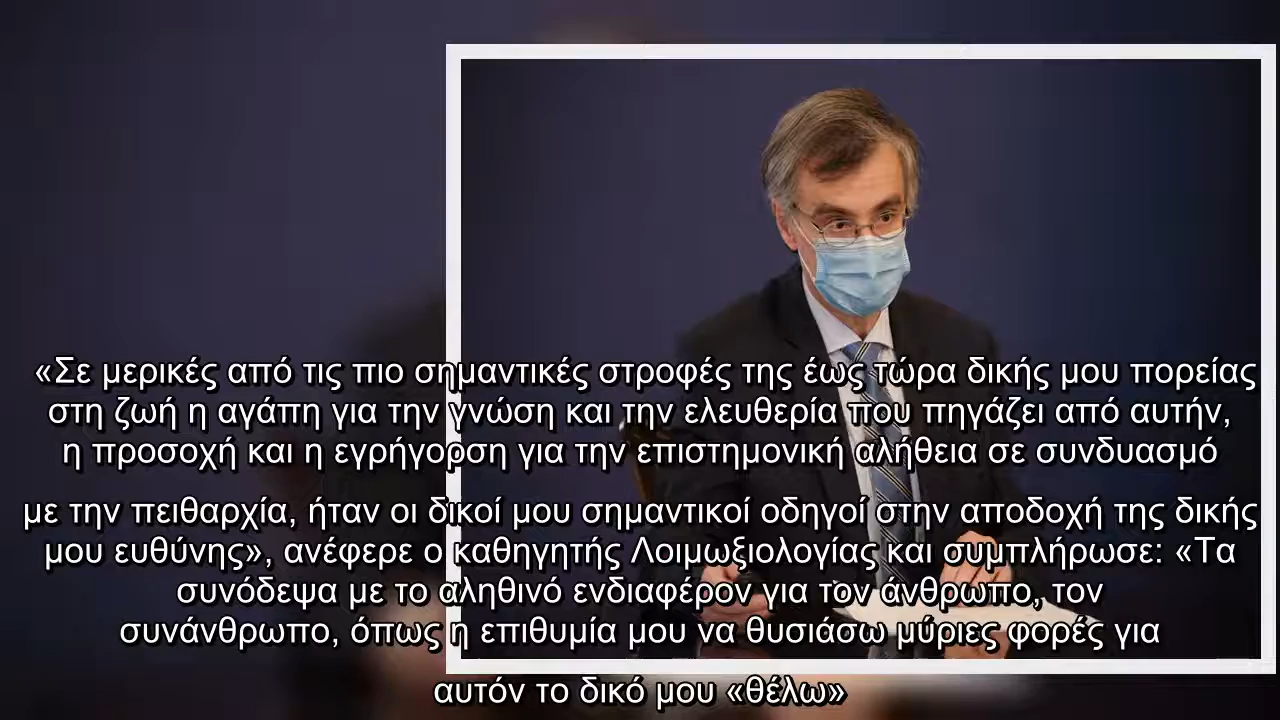 «Σε μερικές από τις πιο σημαντικές στροφές της έως τώρα δικής μου πορείας
στη ζωή η αγάπη για την γνώση και την ελευθερία που πηγάζει από αυτήν,
η προσοχή και η εγρήγορση για την επιστημονική αλήθεια σε συνδυασμό
με την πειθαρχία, ήταν οι δικοί μου σημαντικοί οδηγοί στην αποδοχή της δικής
μου ευθύνης», ανέφερε ο καθηγητής Λοιμωξιολογίας και συμπλήρωσε: «Τα
συνόδεψα με το αληθινό ενδιαφέρον για τον άνθρωπο, τον
συνάνθρωπο, όπως η επιθυμία μου να θυσιάσω μύριες φορές για
αυτόν το δικό μου «θέλω»